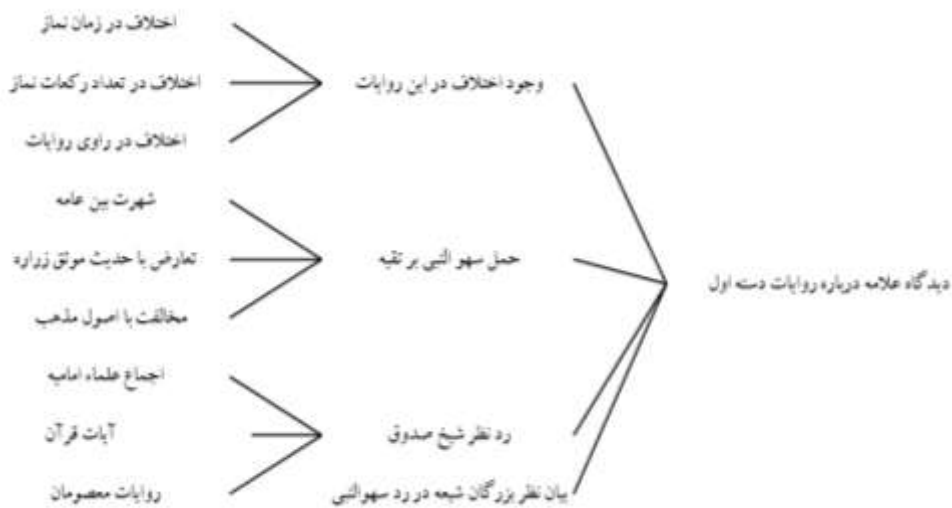 دیدگاه علامه درباره روایات دسته اول
وجود اختلاف در این روایات
اختلاف در زمان نماز
اختلاف در تعداد رکعات نماز
اختلاف در راوی روایات
حمل سهو النبی بر تقیه
شهرت بین عامه
تعارض با حدیث موثق زراره
مخالفت با اصول مذهب
رد نظر شیخ صدوق
اجماع علماء امامیه
آیات قرآن
روایات معصومان
بیان نظر بزرگان شیعه در رد سهوالنبی